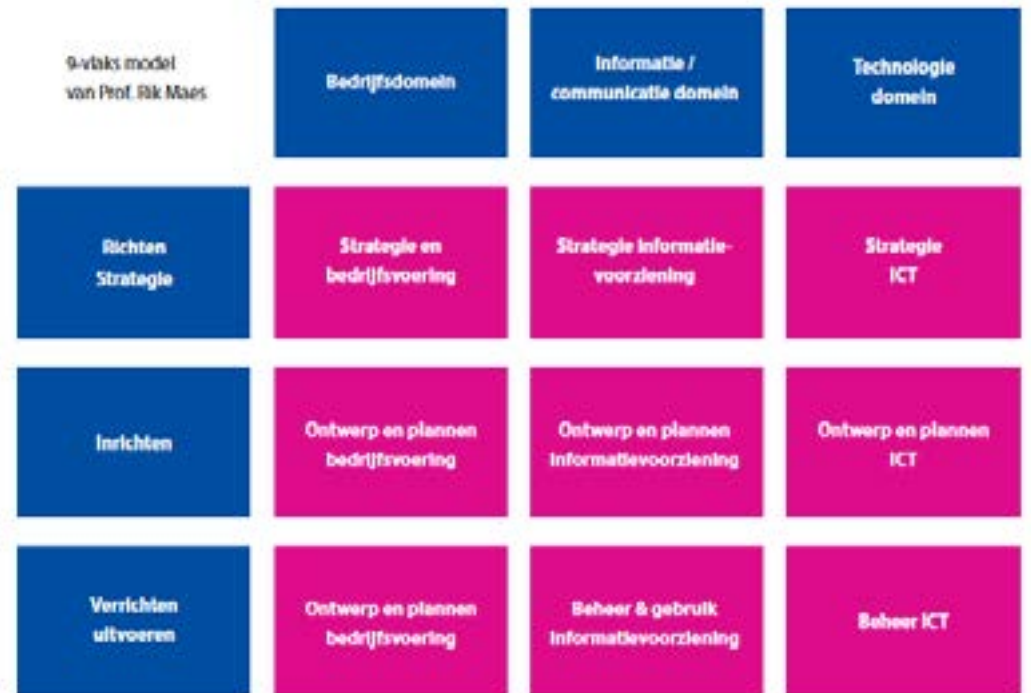 9-vlaks model
van Prof. Rik Maes
Bedrijfsdomein
Informatie /
communicatie domein
Technologie
domein
Richten
Strategie
Strategie en
bedrijfsvoering
Strategie informatie-
voorziening
Strategie
ICT
Inrichten
Ontwerp en plannen
bedrijfsvoering
Ontwerp en plannen
informatievoorziening
Ontwerp en plannen
ICT
Verrichten
uitvoeren
Ontwerp en plannen
bedrijfsvoering
Beheer & gebruik
informatievoorziening
Beheer ICT